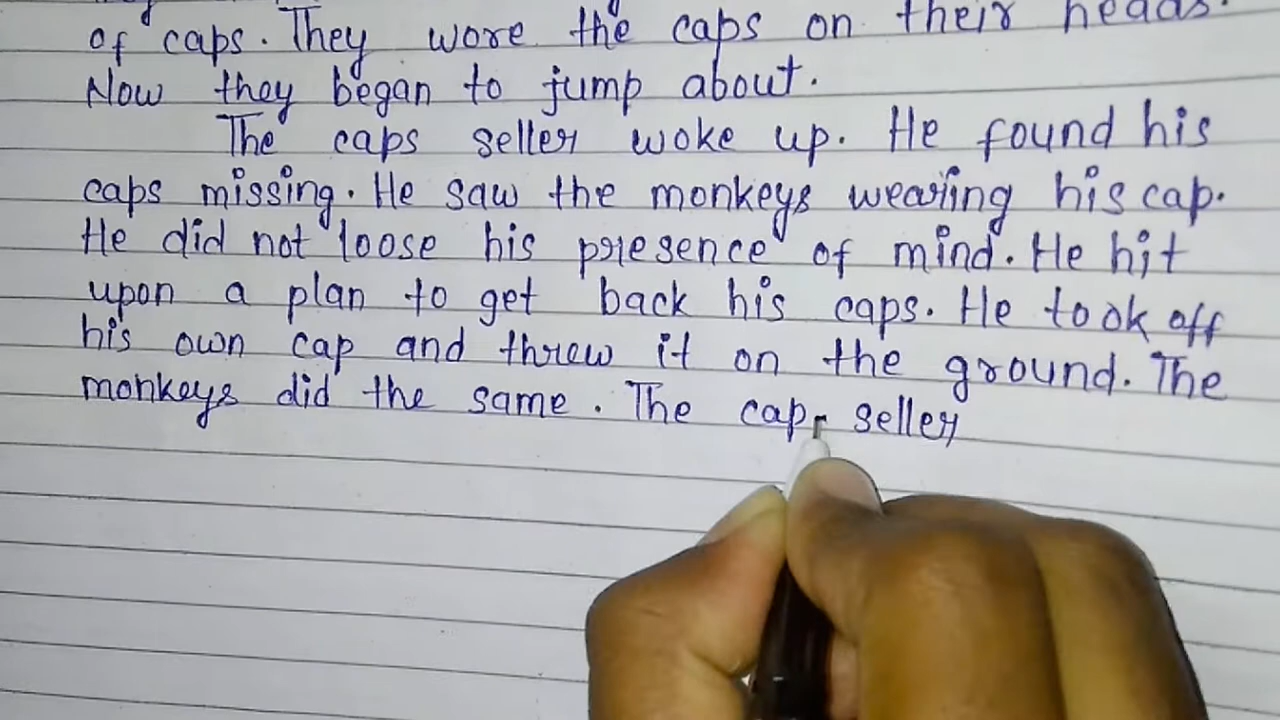 of caps. They wore the caps on their heads.
Now they began to jump about.
The caps seller woke up. He found his
caps missing. He saw the monkeys wearing his cap.
He did not loose his presence of mind. He hit
upon a plan to get back his caps. He took off
his own cap and threw it on the ground. The
monkeys did the same. The cap seller